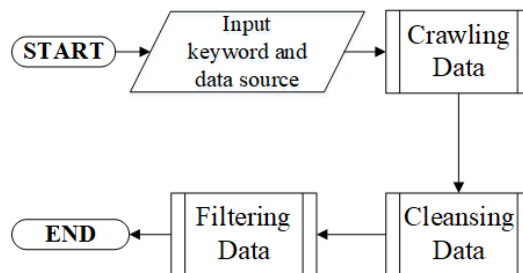 START
Input
keyword and
data source
Crawling
Data
Cleansing
Data
Filtering
Data
END